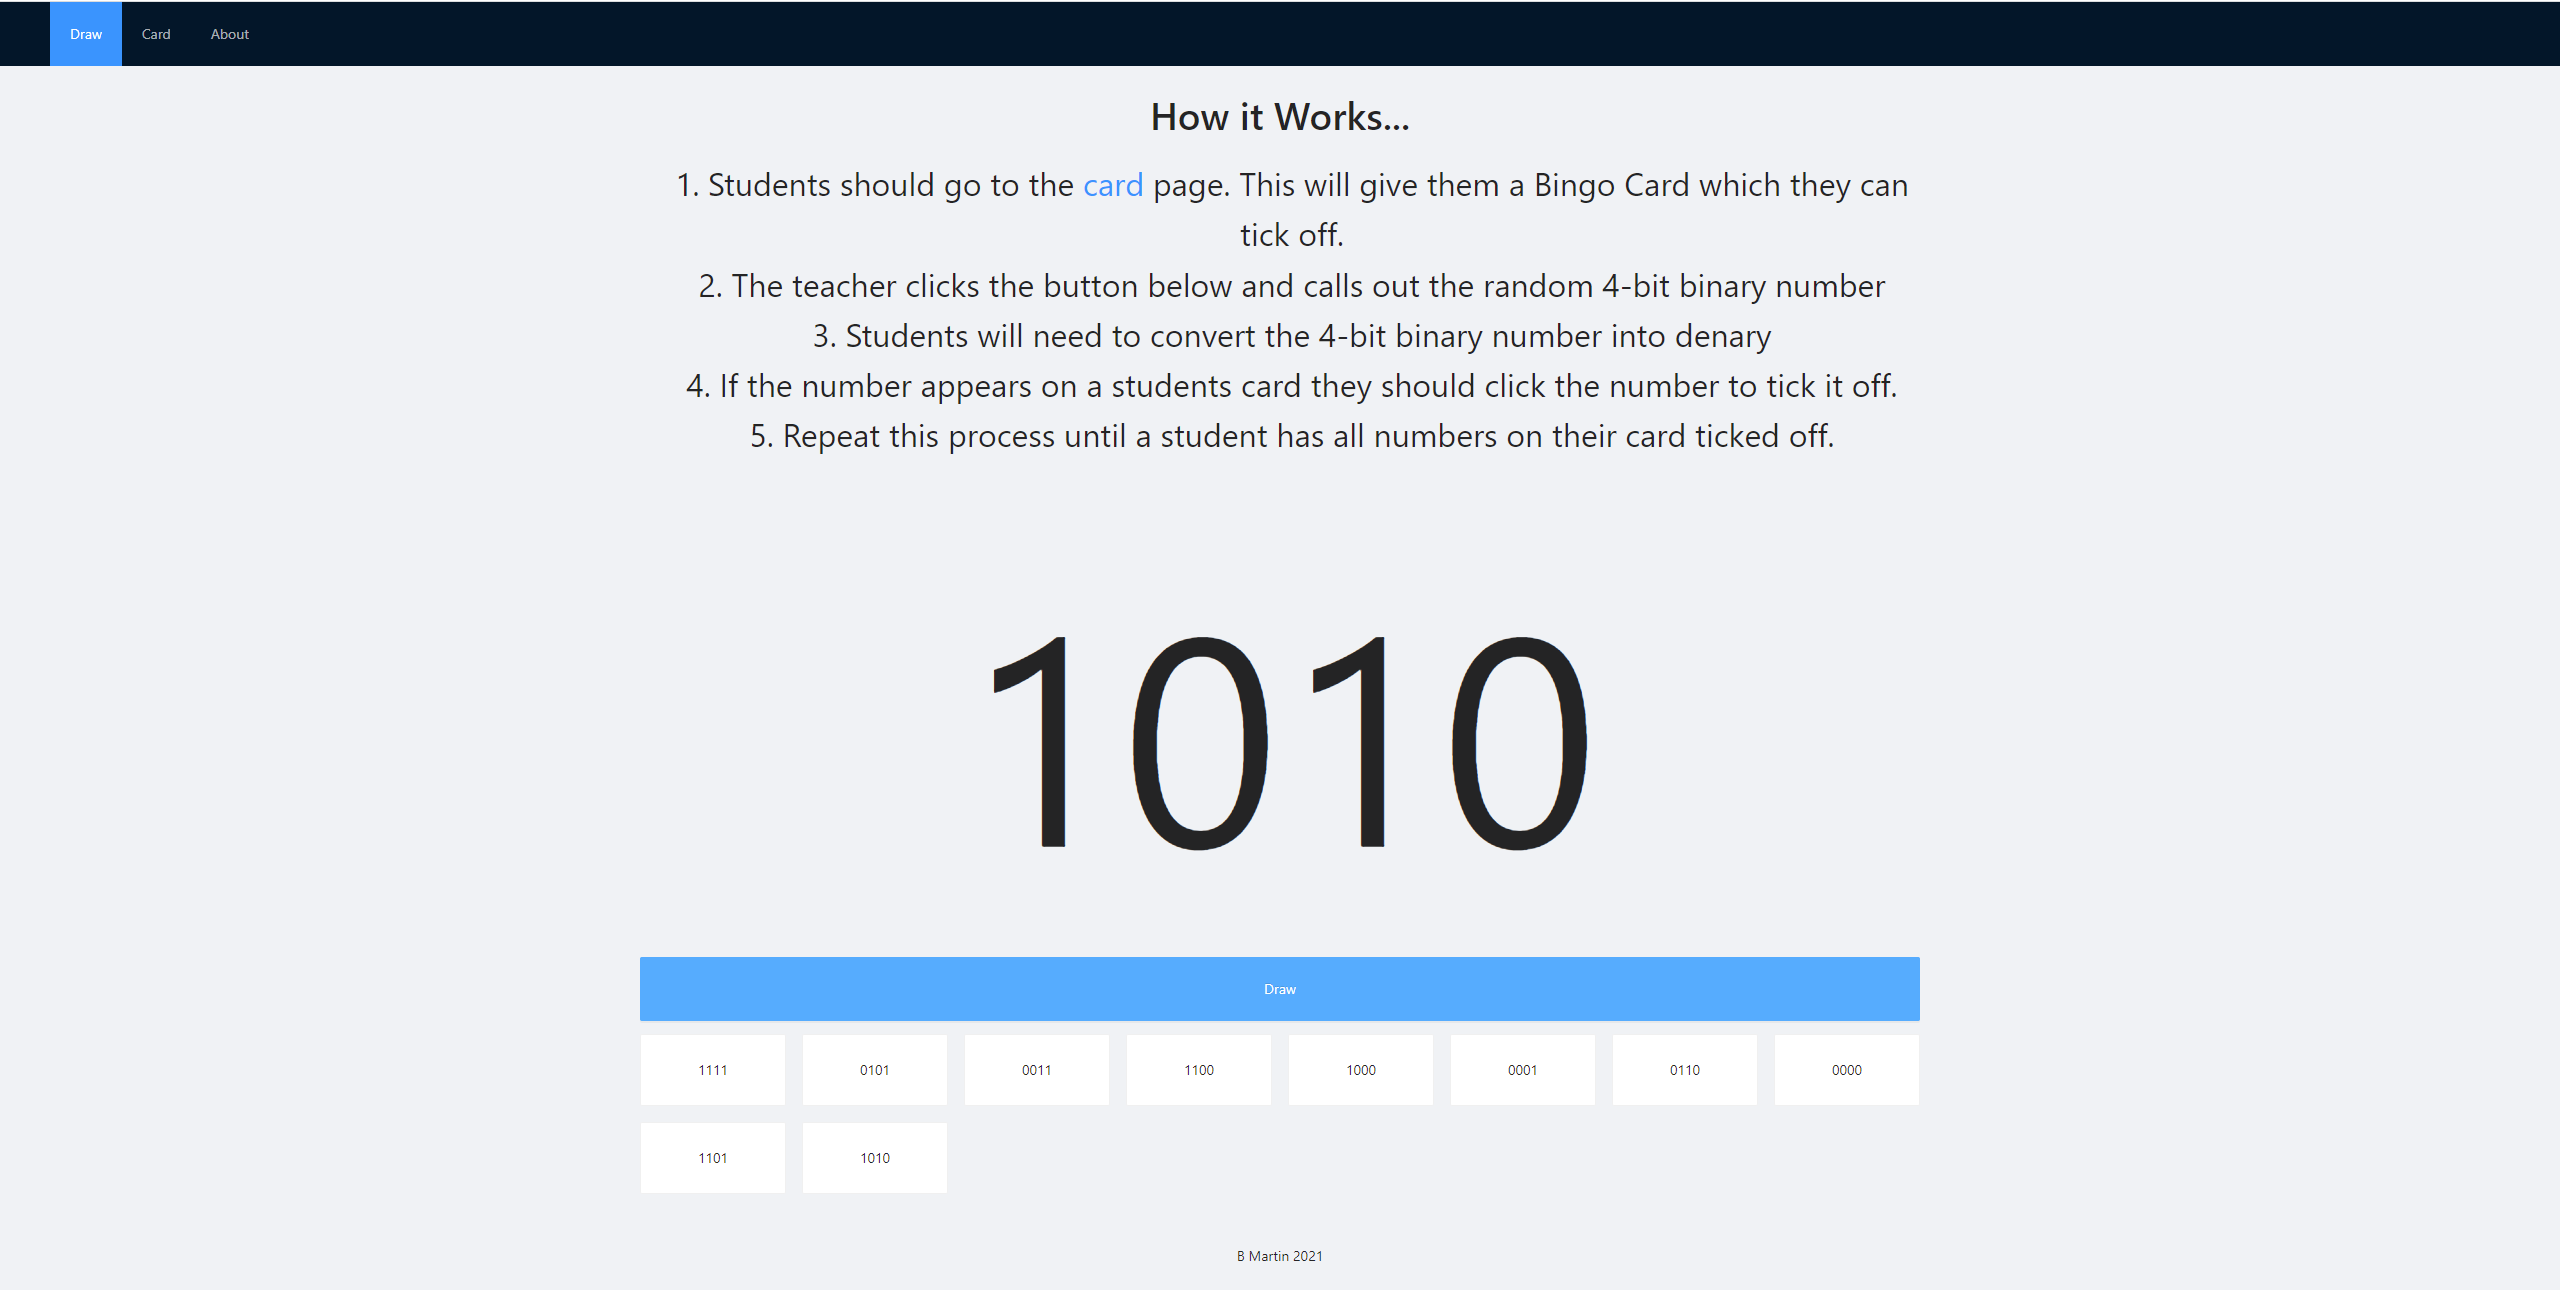 Draw Card About
How it Works...
1. Students should go to the card page. This will give them a Bingo Card which they can
tick off.
2. The teacher clicks the button below and calls out the random 4-bit binary number
3. Students will need to convert the 4-bit binary number into denary
4. If the number appears on a students card they should click the number to tick it off.
5. Repeat this process until a student has all numbers on their card ticked off.
1010
Draw
1111 0101 0011 1100 1000 0001 0110 0000
1101 1010
B Martin 2021